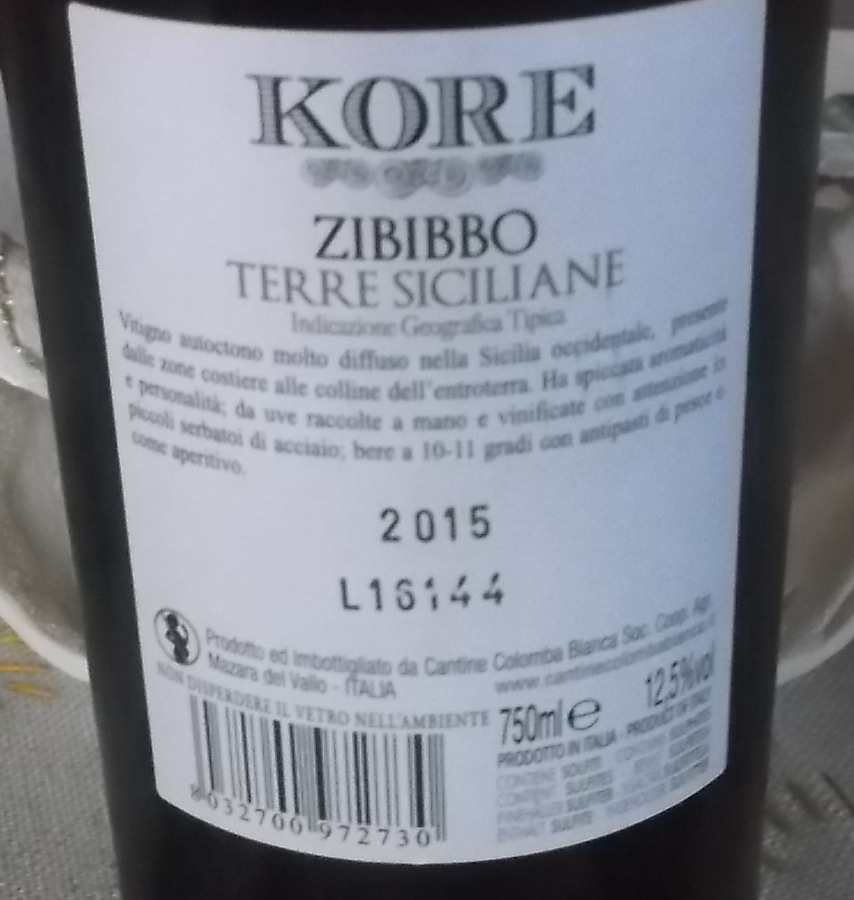 KORE
ZIBIBBO
TERRE SICILIANE
Indicazione Geografica Tipica
Vitigno autoctono molto diffuso nella Sicilia occidentale, presente
dalle zone costiere alle colline dell'entroterra. Ha spiccata aromaticità
e personalità; da uve raccolte a mano e vinificate con attenzione in
piccoli serbatoi di acciaio; bere a 10-11 gradi con antipasti di pesce o
come aperitivo.
2015
L16144
Prodotto ed imbottigliato da Cantine Colomba Bianca Soc. Coop. Agr.
Mazara del Vallo - ITALIA
www.cantinecolombabianca.it
NON DISPERDERE IL VETRO NELL'AMBIENTE
750ml e 12,5%vol
PRODOTTO IN ITALIA - PRODUCT OF ITALY
CONTIENE SOLFITI
CONTIENT SULFITES
ENTHÄLT SULFITE
8032700972730